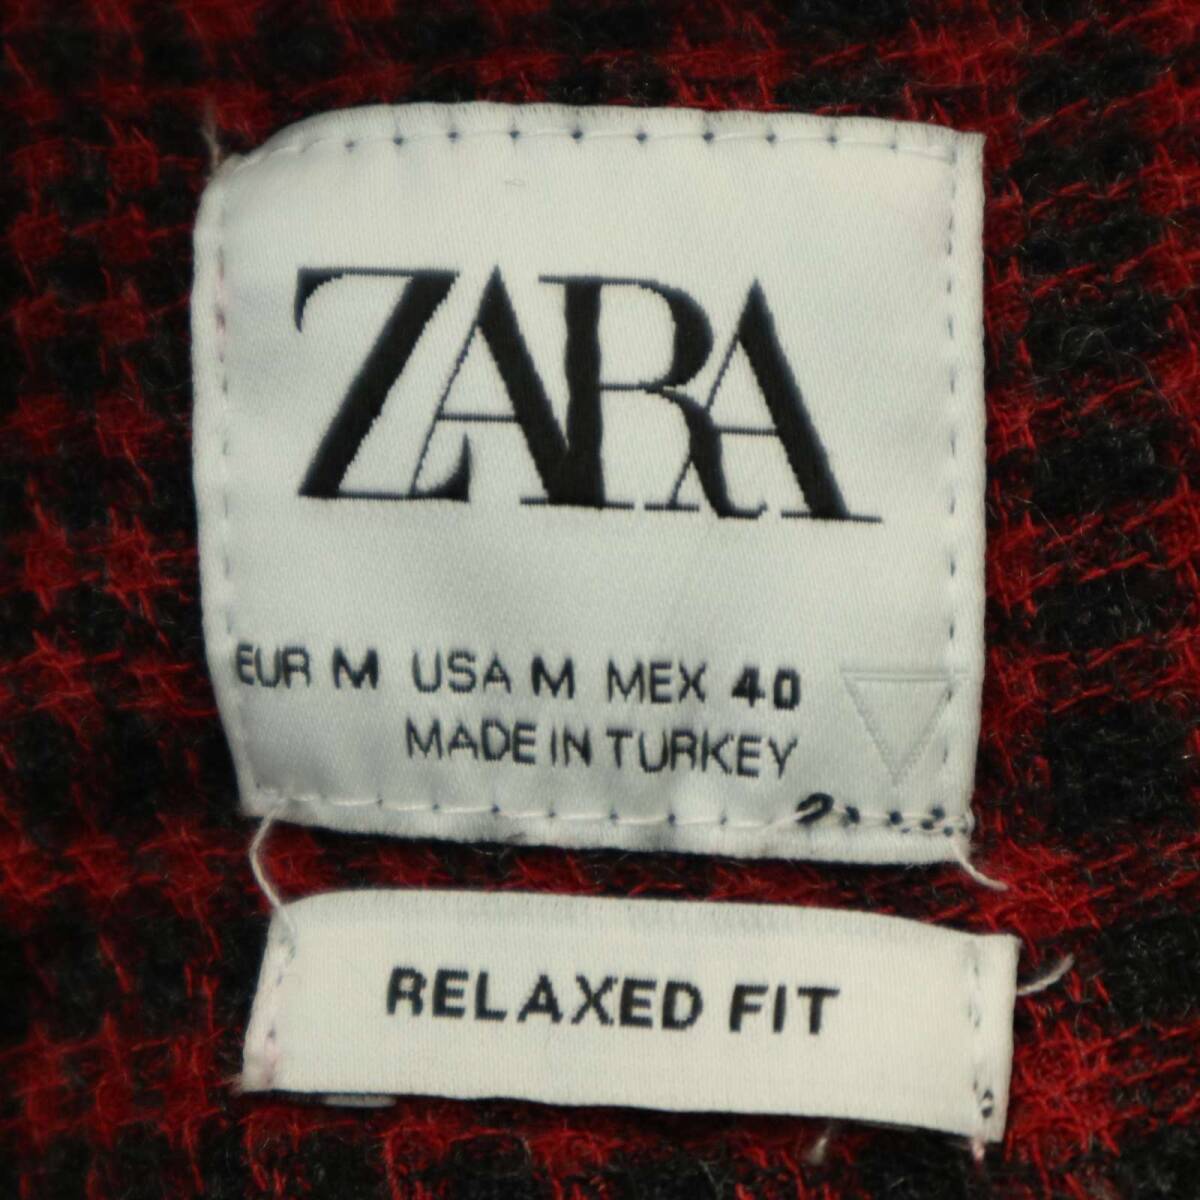 ZARA
EUR M USA M MEX 40
MADE IN TURKEY
RELAXED FIT